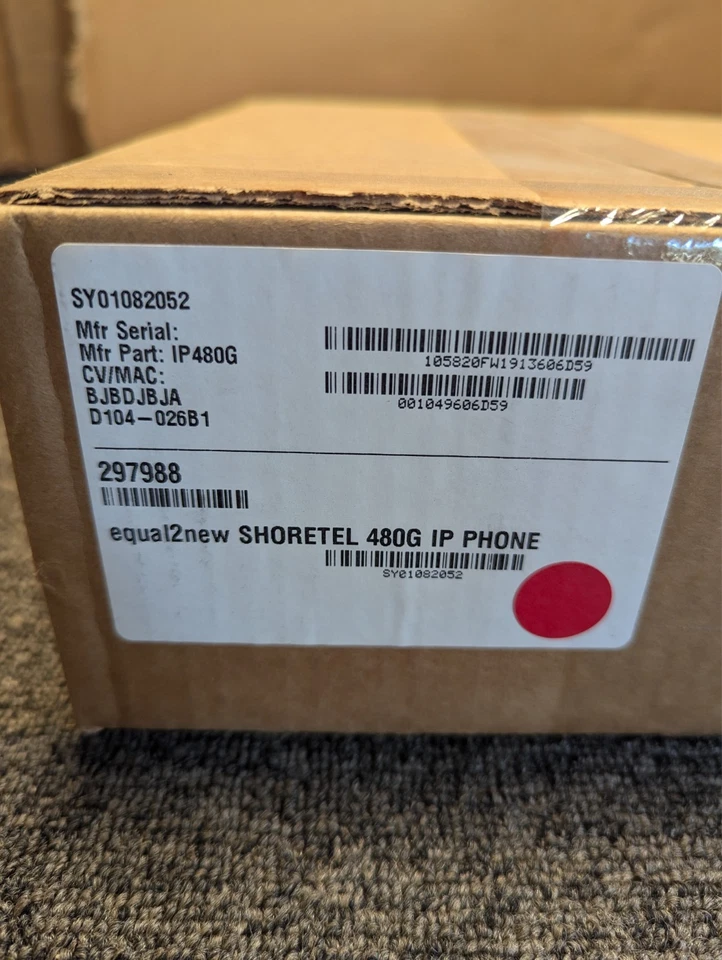 SY01082052
Mfr Serial:
105820FW1913606D59
Mfr Part: IP480G
CV/MAC:
001049606D59
BJBDJBJA
D104-026B1
297988
equal2new SHORETEL 480G IP PHONE
SY01082052